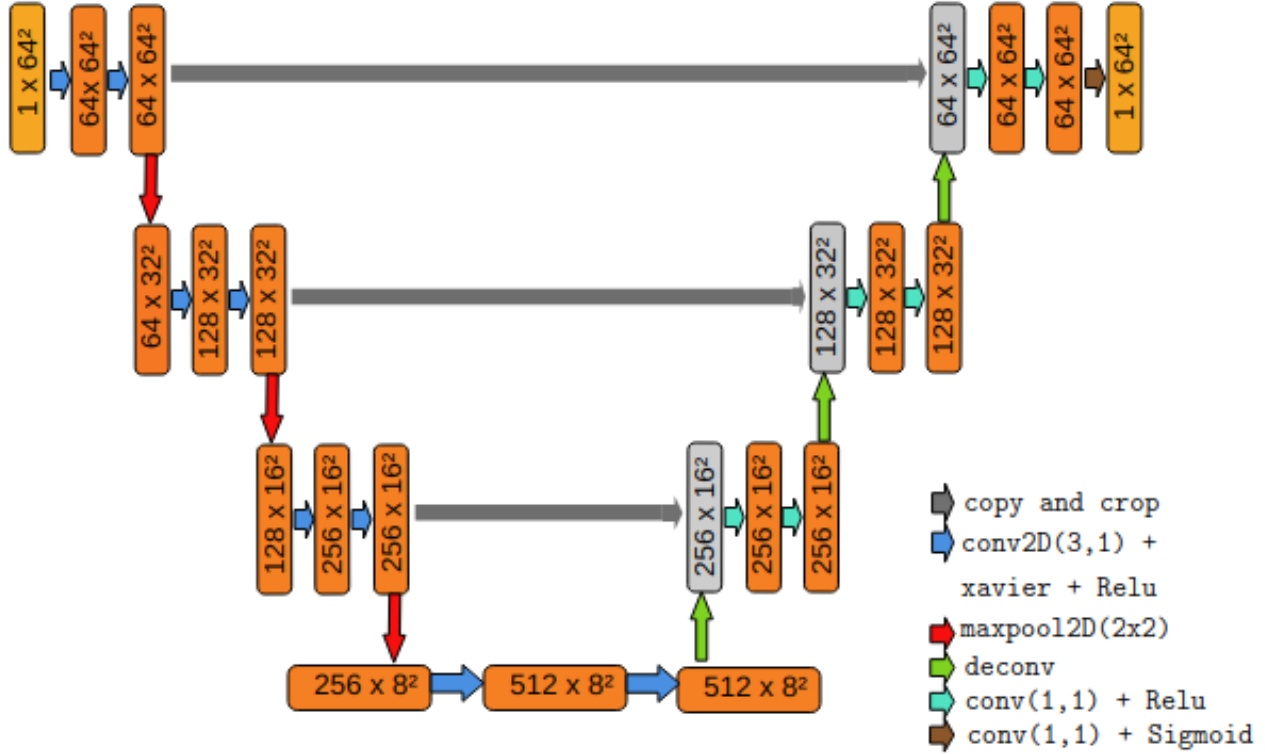 1 x 64²
64x 64²
64 x 64²
64 x 64²
64 x 64²
64 x 64²
1 x 64²
64 x 32²
128 x 32²
128 x 32²
128 x 32²
128 x 32²
128 x 32²
128 x 16²
256 x 16²
256 x 16²
256 x 16²
256 x 16²
256 x 16²
256 x 8²
512 x 8²
512 x 8²
copy and crop
conv2D(3,1) +
xavier + Relu
maxpool2D(2x2)
deconv
conv(1,1) + Relu
conv(1,1) + Sigmoid